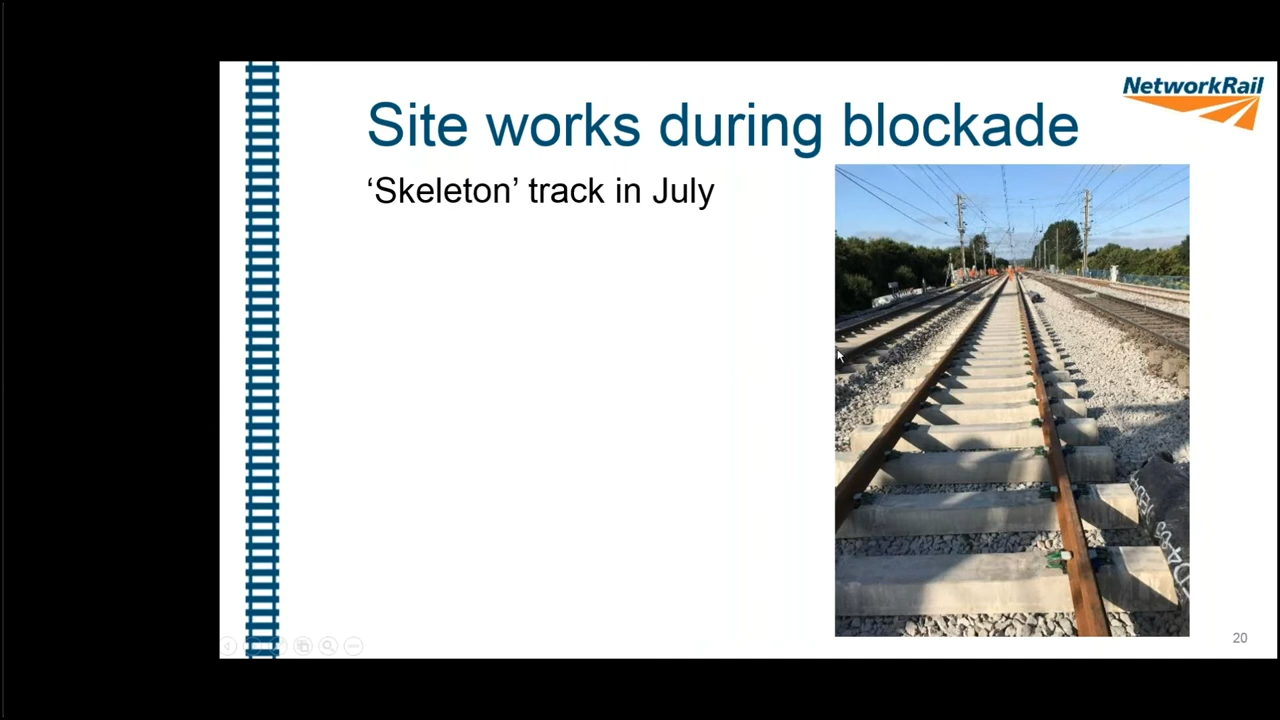 Site works during blockade
NetworkRail
‘Skeleton’ track in July
20